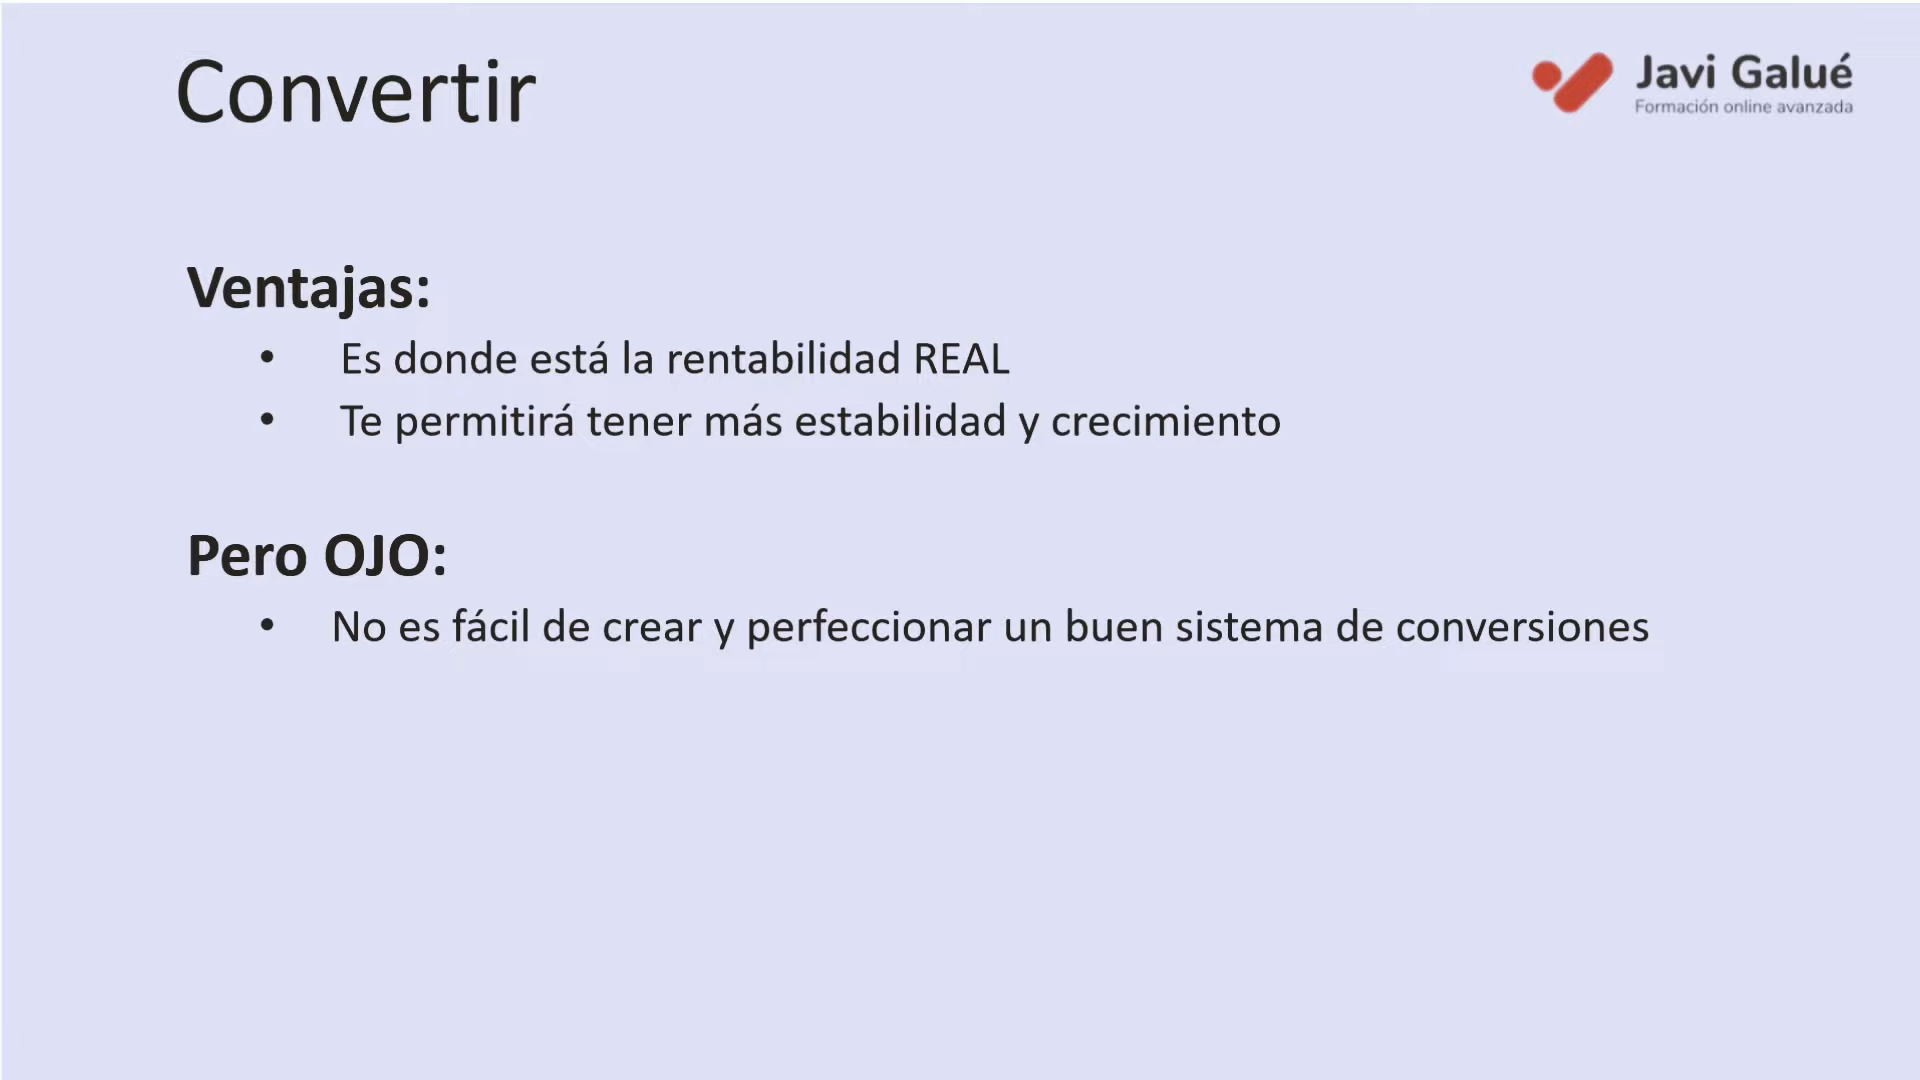 Convertir
Javi Galué
Formación online avanzada
Ventajas:
• Es donde está la rentabilidad REAL
• Te permitirá tener más estabilidad y crecimiento
Pero OJO:
• No es fácil de crear y perfeccionar un buen sistema de conversiones